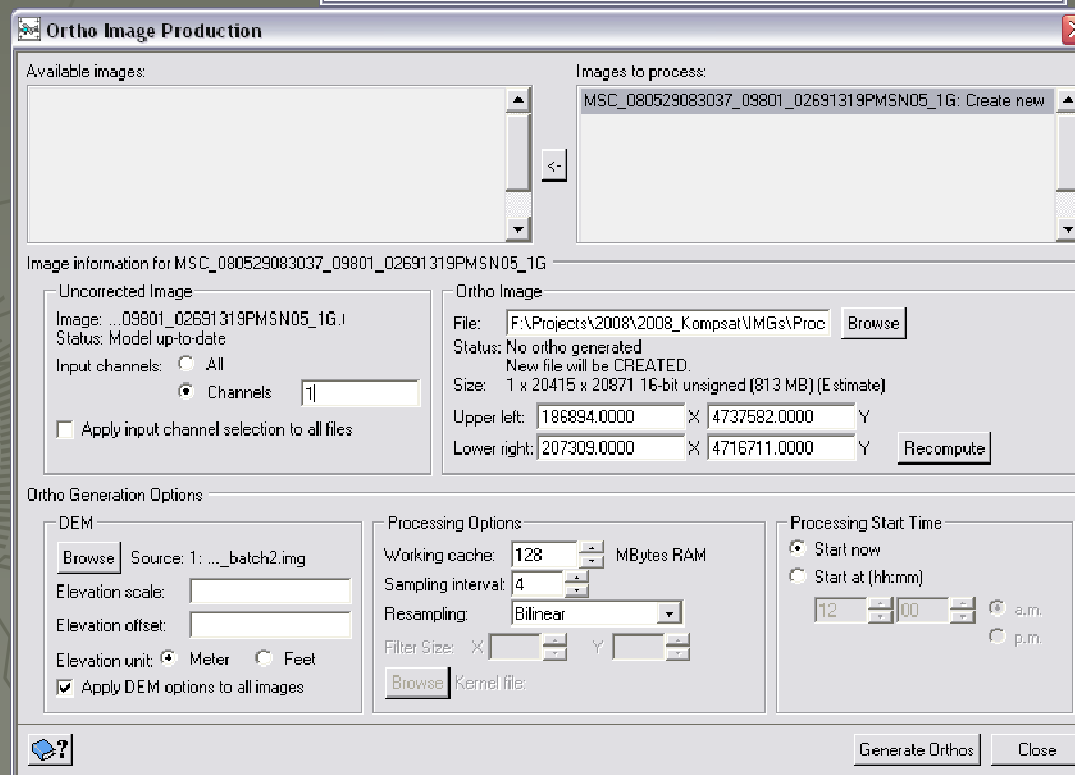 Ortho Image Production
Available images:
Images to process:
MSC_080529083037_09801_02691319PMSN05_1G: Create new
<-
Image information for MSC_080529083037_09801_02691319PMSN05_1G
Uncorrected Image
Image: ...09801_02691319PMSN05_1G.
Status: Model up-to-date
Input channels: All
Channels 1
Apply input channel selection to all files
Ortho Image
File: F:\Projects\2008\2008_Kompsat\IMGs\Proc Browse
Status: No ortho generated
New file will be CREATED.
Size: 1 x 20415 x 20871 16-bit unsigned (813 MB) (Estimate)
Upper left: 186894.0000 X 4737582.0000 Y
Lower right: 207309.0000 X 4716711.0000 Y Recompute
Ortho Generation Options
DEM
Browse Source: 1: ..._batch2.img
Elevation scale:
Elevation offset:
Elevation unit: Meter Feet
Apply DEM options to all images
Processing Options
Working cache: 128 MBytes RAM
Sampling interval: 4
Resampling: Bilinear
Filter Size: X Y
Browse Kernel file:
Processing Start Time
Start now
Start at (hh:mm)
12 00 a.m.
p.m.
?
Generate Orthos Close